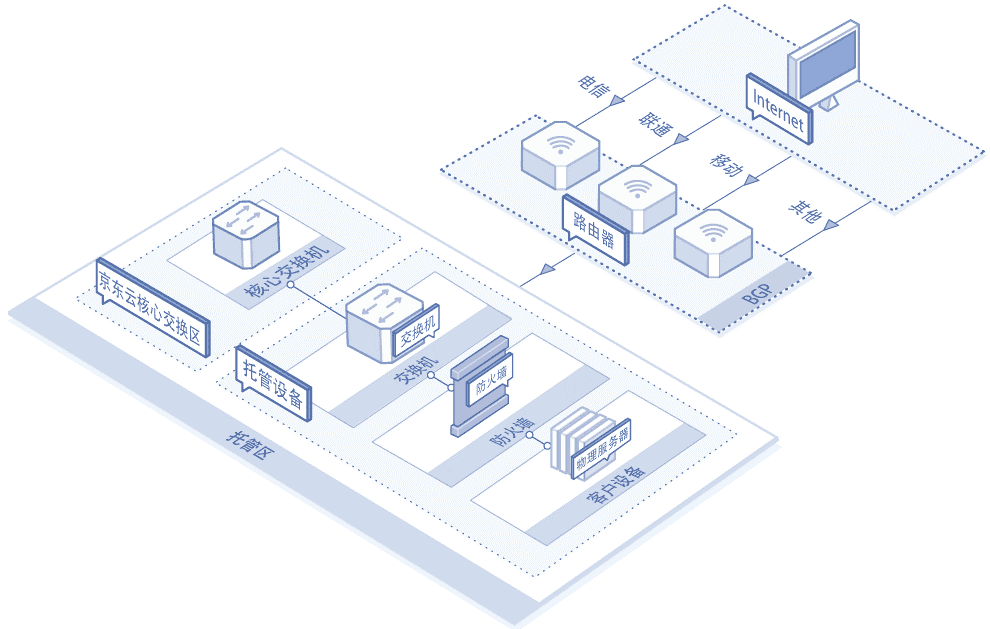 Internet
电信
联通
移动
其他
路由器
BGP
核心交换机
京东云核心交换区
交换机
交换机
托管设备
防火墙
防火墙
物理服务器
客户设备
托管区